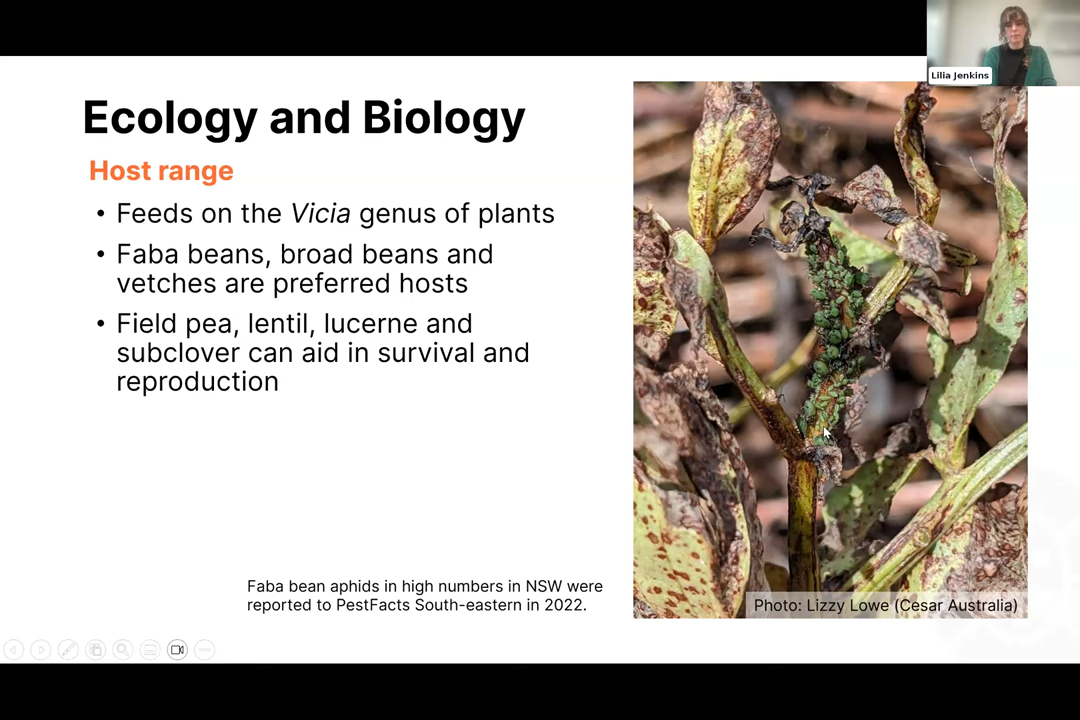 Lilia Jenkins
Ecology and Biology
Host range
• Feeds on the Vicia genus of plants
• Faba beans, broad beans and
vetches are preferred hosts
• Field pea, lentil, lucerne and
subclover can aid in survival and
reproduction
Faba bean aphids in high numbers in NSW were
reported to PestFacts South-eastern in 2022.
Photo: Lizzy Lowe (Cesar Australia)